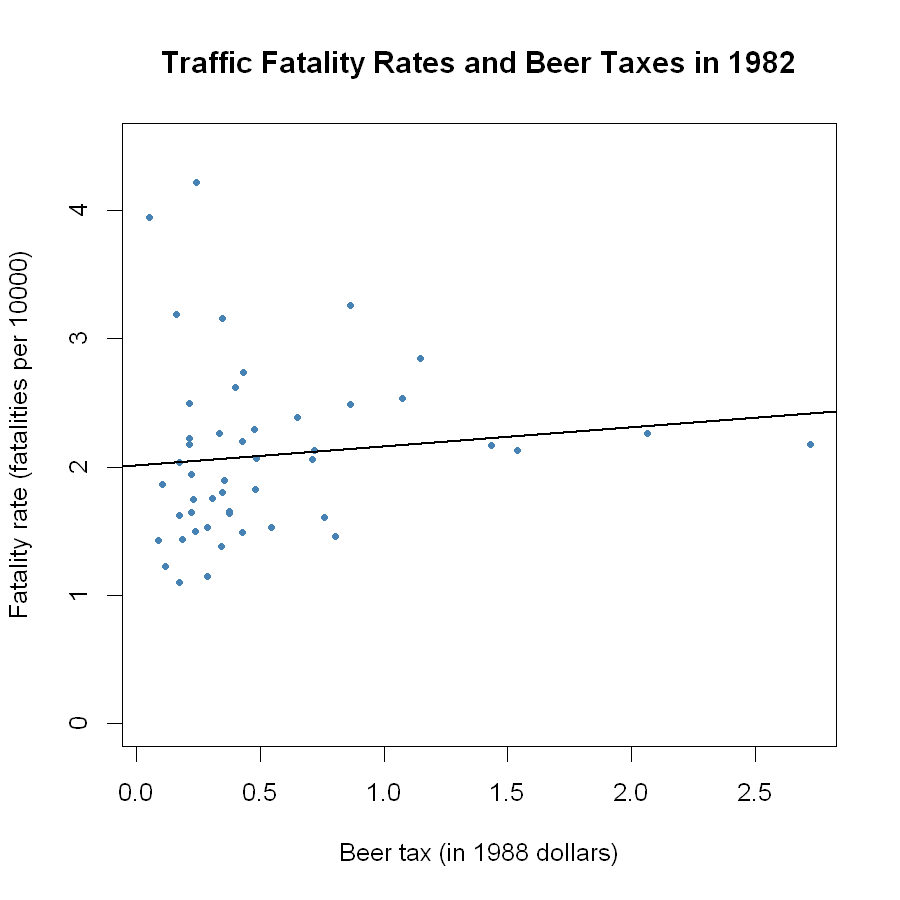 Traffic Fatality Rates and Beer Taxes in 1982
Fatality rate (fatalities per 10000)
4
3
2
1
0
0.0 0.5 1.0 1.5 2.0 2.5
Beer tax (in 1988 dollars)